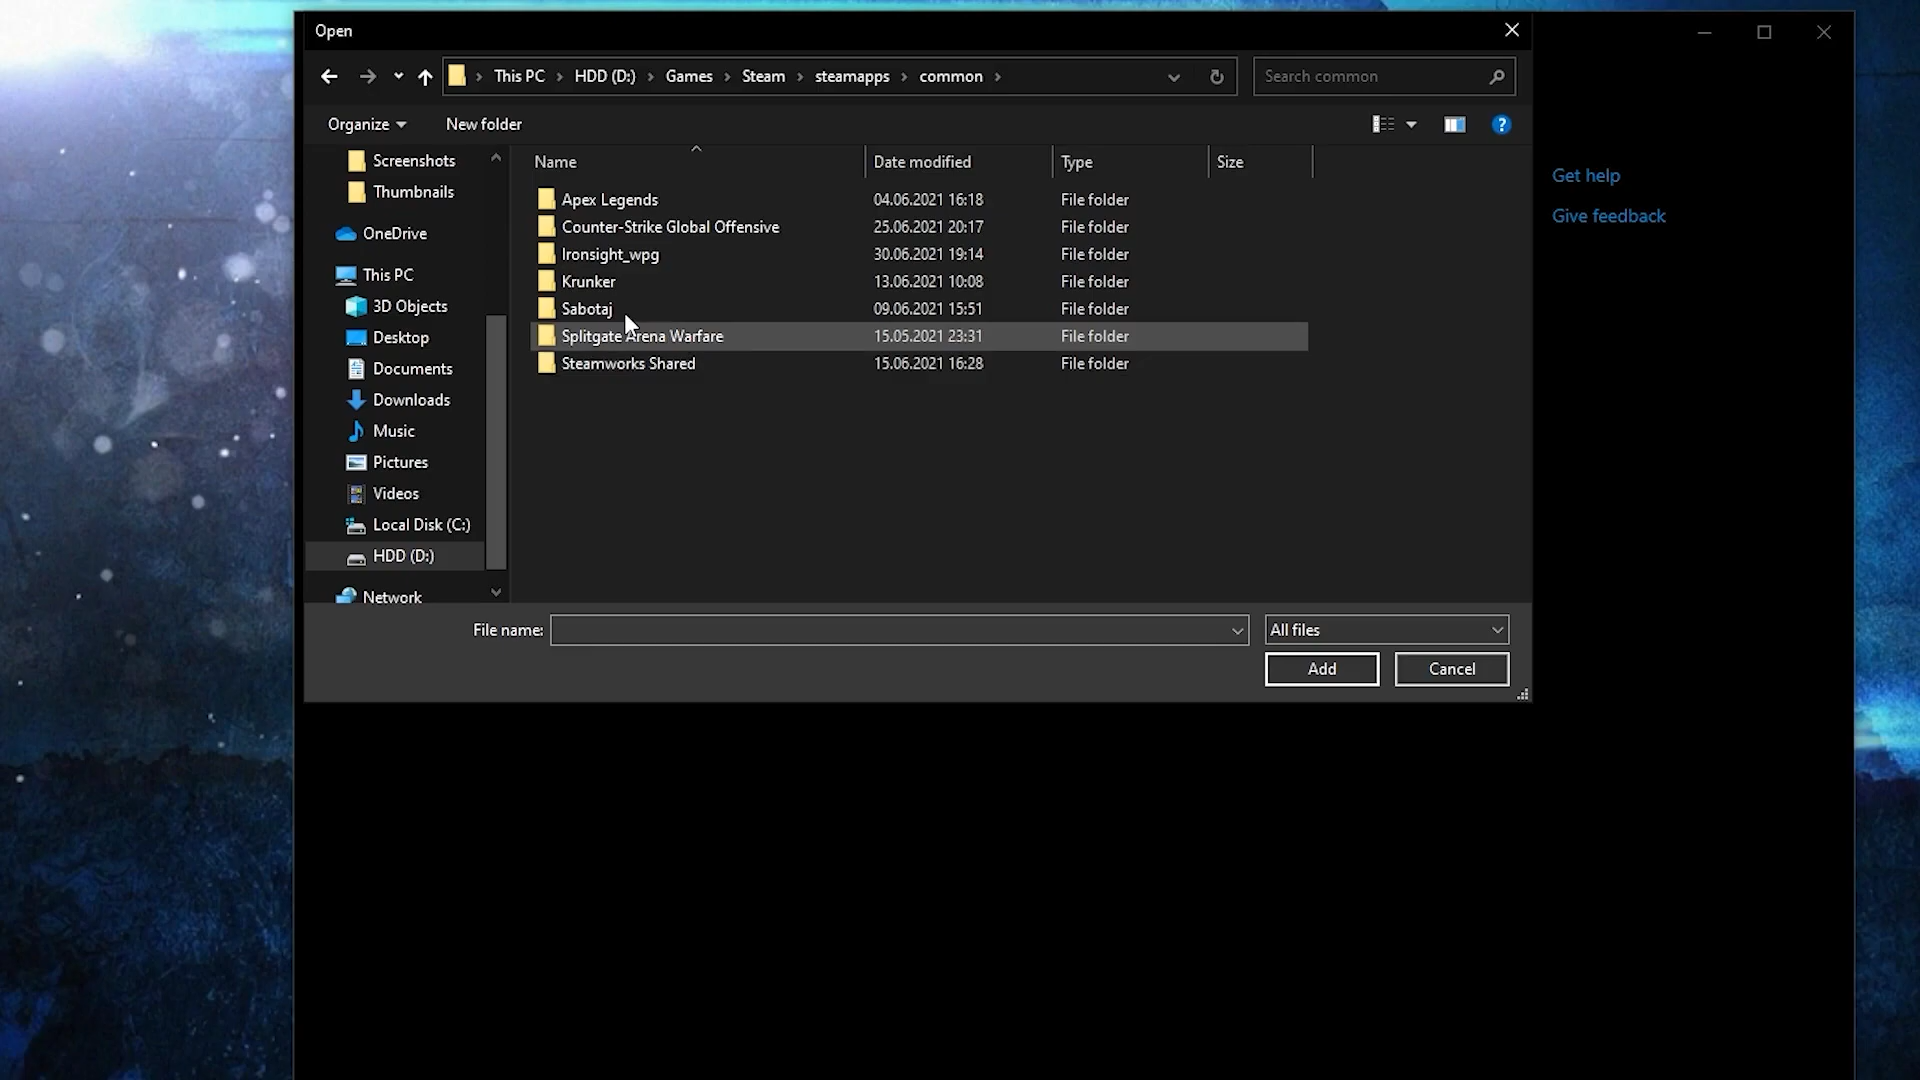 Open
This PC > HDD (D:) > Games > Steam > steamapps > common >
Search common
Organize
New folder
?
Screenshots
Thumbnails
OneDrive
This PC
3D Objects
Desktop
Documents
Downloads
Music
Pictures
Videos
Local Disk (C:)
HDD (D:)
Network
Name Date modified Type Size
Apex Legends 04.06.2021 16:18 File folder
Counter-Strike Global Offensive 25.06.2021 20:17 File folder
Ironsight_wpg 30.06.2021 19:14 File folder
Krunker 13.06.2021 10:08 File folder
Sabotaj 09.06.2021 15:51 File folder
Splitgate Arena Warfare 15.05.2021 23:31 File folder
Steamworks Shared 15.06.2021 16:28 File folder
File name:
All files
Add
Cancel
Get help
Give feedback